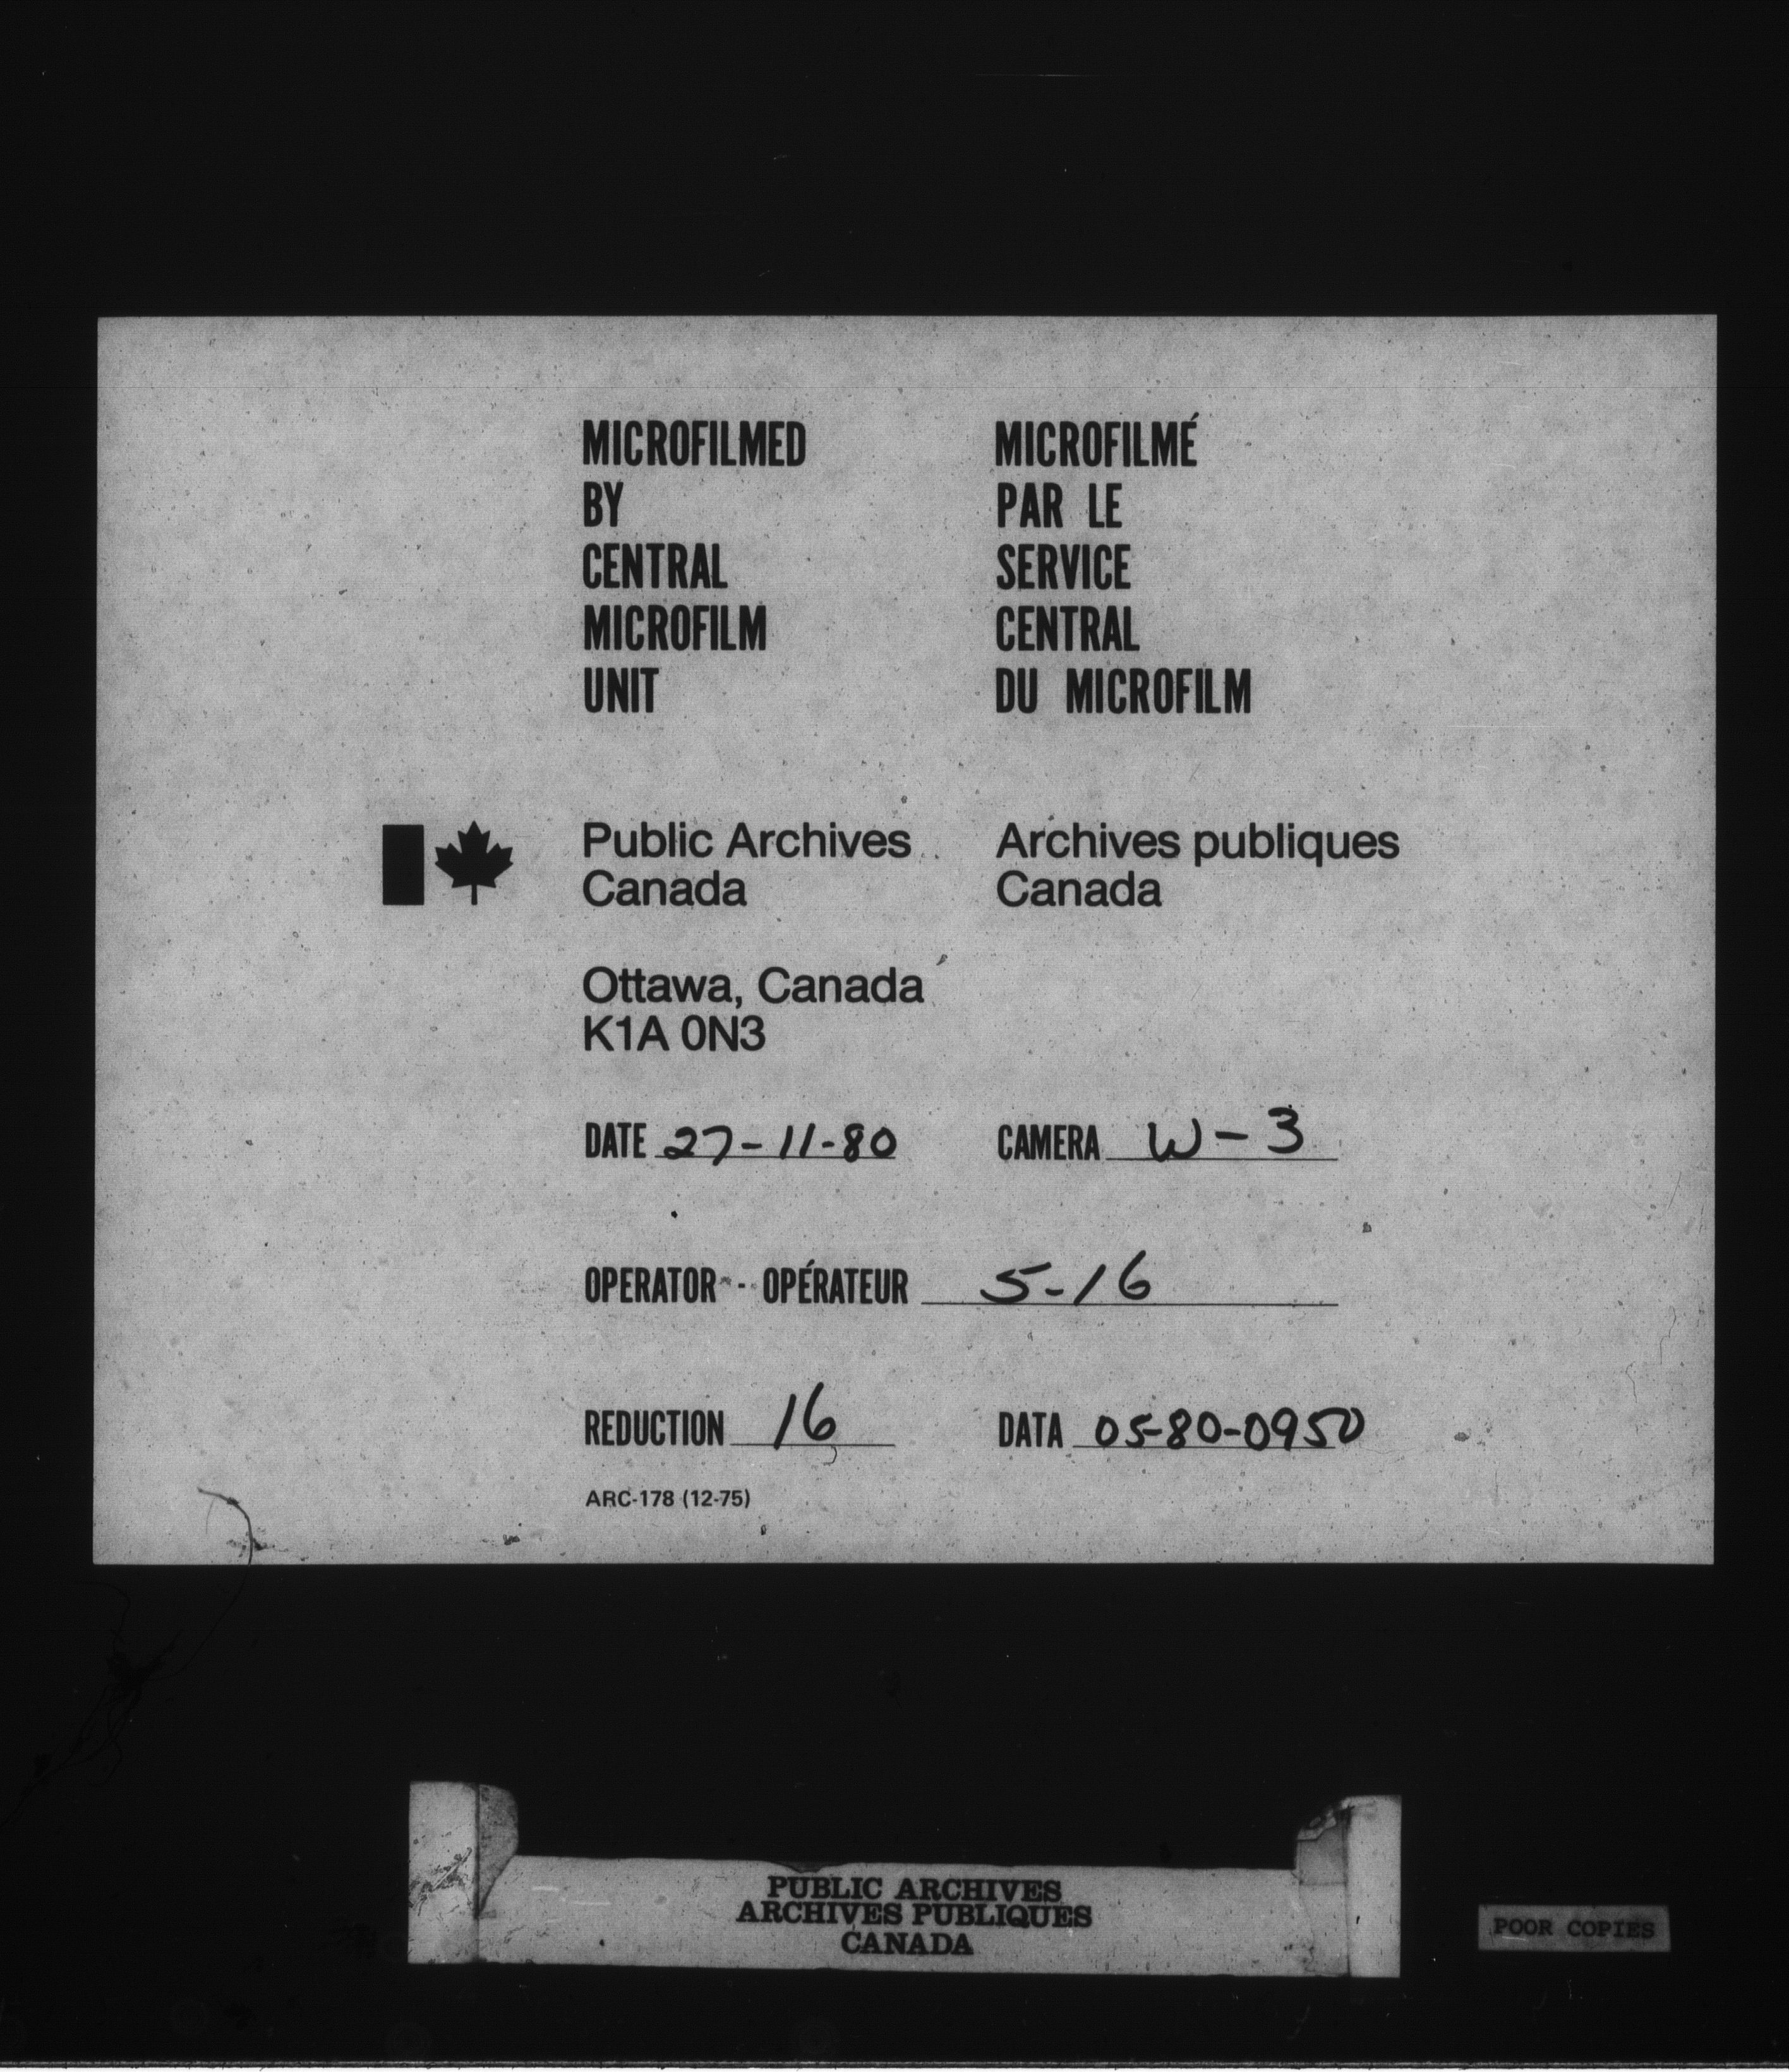 MICROFILMED
BY
CENTRAL
MICROFILM
UNIT
MICROFILMÉ
PAR LE
SERVICE
CENTRAL
DU MICROFILM
Public Archives
Canada
Archives publiques
Canada
Ottawa, Canada
K1A 0N3
DATE 27-11-80
CAMERA W-3
OPERATOR - OPÉRATEUR 5-16
REDUCTION 16
DATA 05-80-0950
ARC-178 (12-75)
PUBLIC ARCHIVES
ARCHIVES PUBLIQUES
CANADA
POOR COPIES